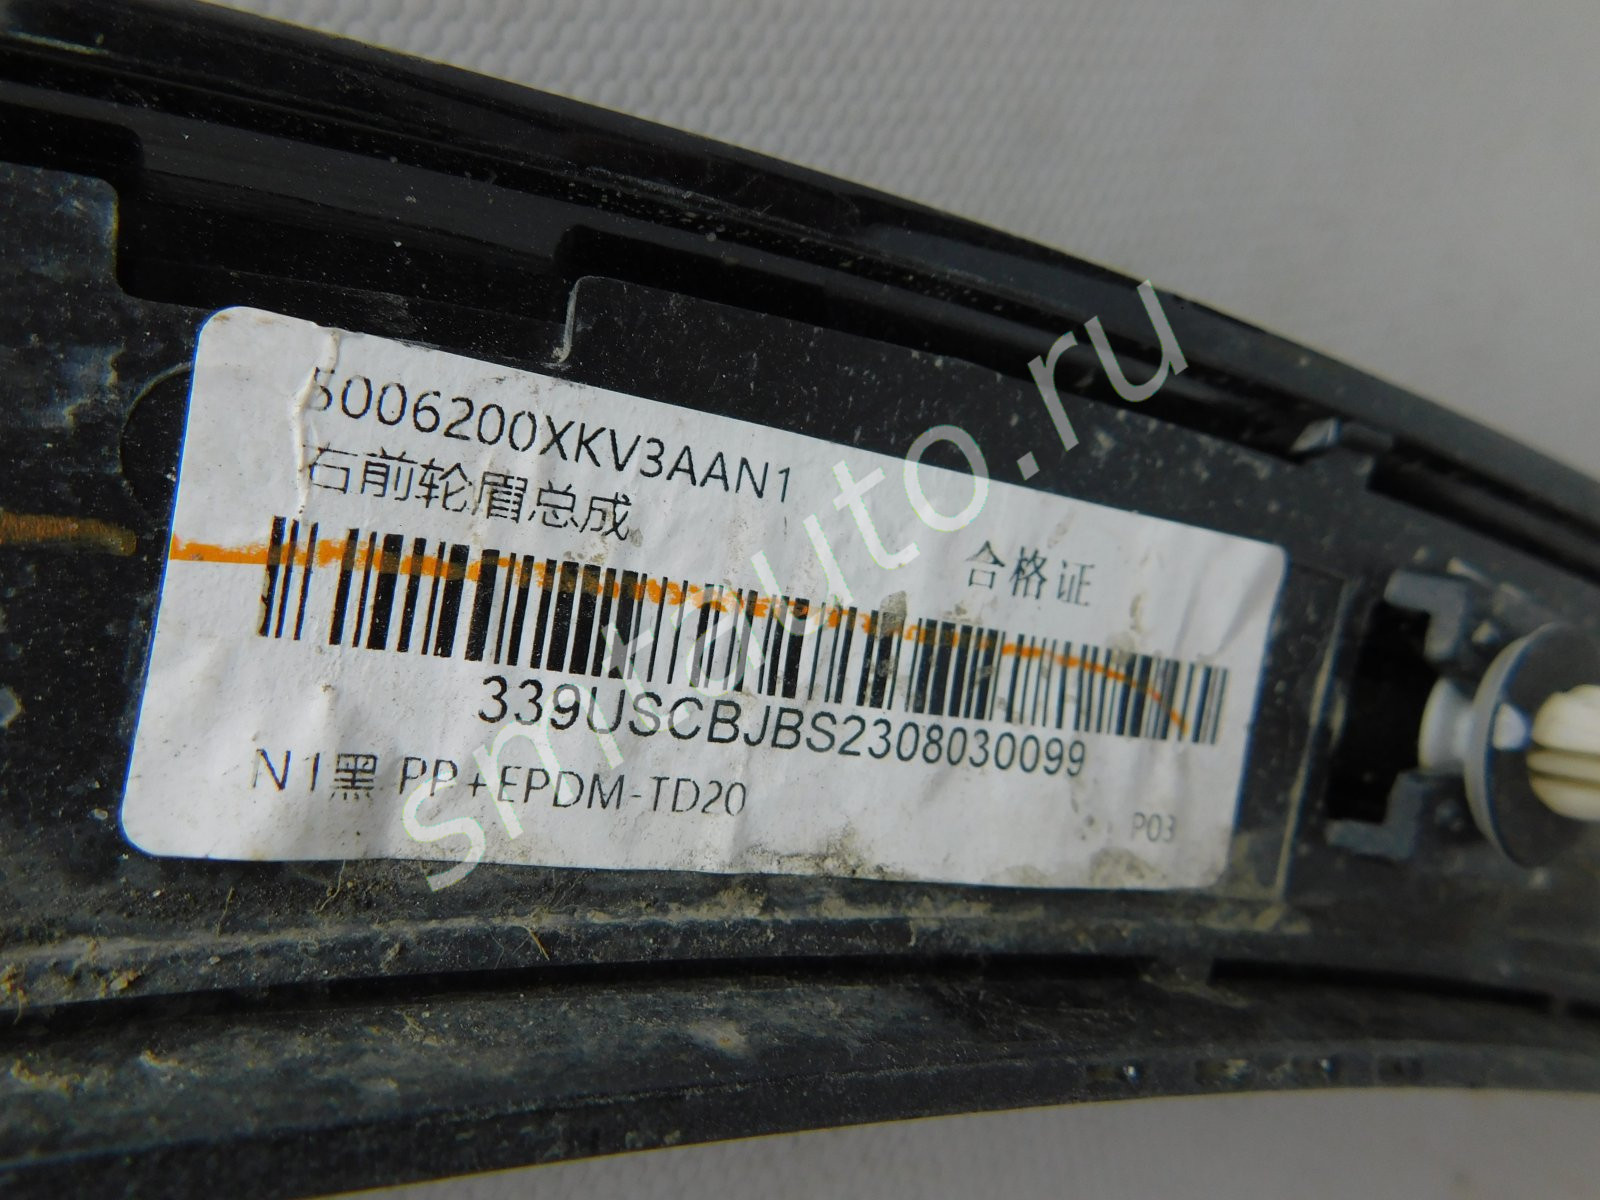 5006200XKV3AAN1
右前轮眉总成
合格证
339USCBJBS2308030099
N1黑 PP+EPDM-TD20
P03
smtauto.ru